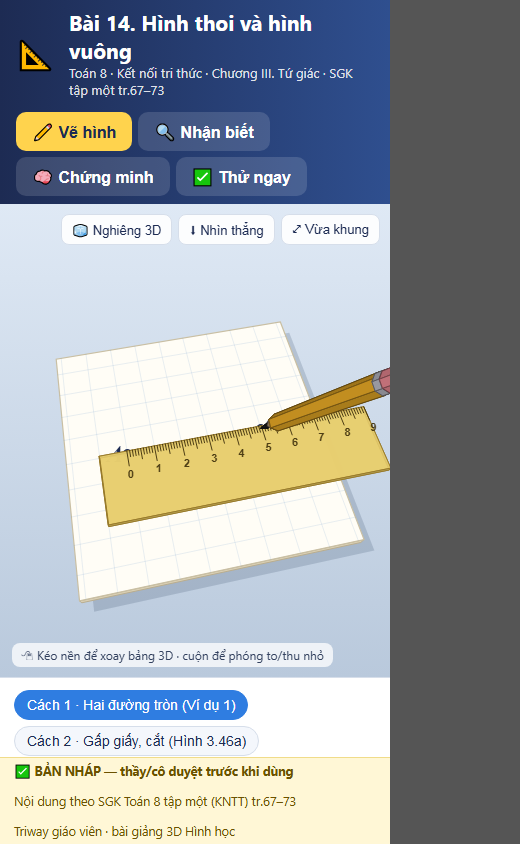 Bài 14. Hình thoi và hình
vuông
Toán 8 · Kết nối tri thức · Chương III. Tứ giác · SGK
tập một tr.67–73
Vẽ hình
Nhận biết
Chứng minh
Thử ngay
Nghiêng 3D
⭳ Nhìn thẳng
⤢ Vừa khung
0 1 2 3 4 5 6 7 8 9
Kéo nền để xoay bảng 3D · cuộn để phóng to/thu nhỏ
Cách 1 · Hai đường tròn (Ví dụ 1)
Cách 2 · Gấp giấy, cắt (Hình 3.46a)
✅ BẢN NHÁP — thầy/cô duyệt trước khi dùng
Nội dung theo SGK Toán 8 tập một (KNTT) tr.67–73
Triway giáo viên · bài giảng 3D Hình học